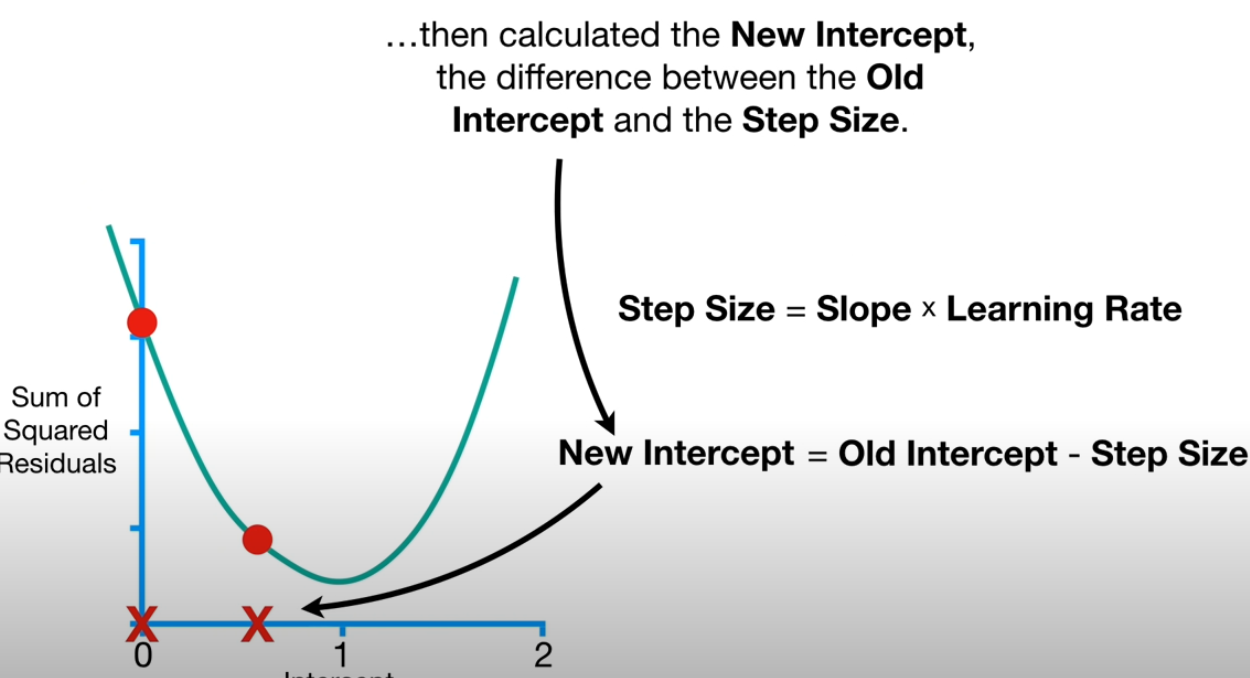 ...then calculated the New Intercept,
the difference between the Old
Intercept and the Step Size.
Step Size = Slope x Learning Rate
Sum of
Squared
Residuals
New Intercept = Old Intercept - Step Size
X X
0 1 2